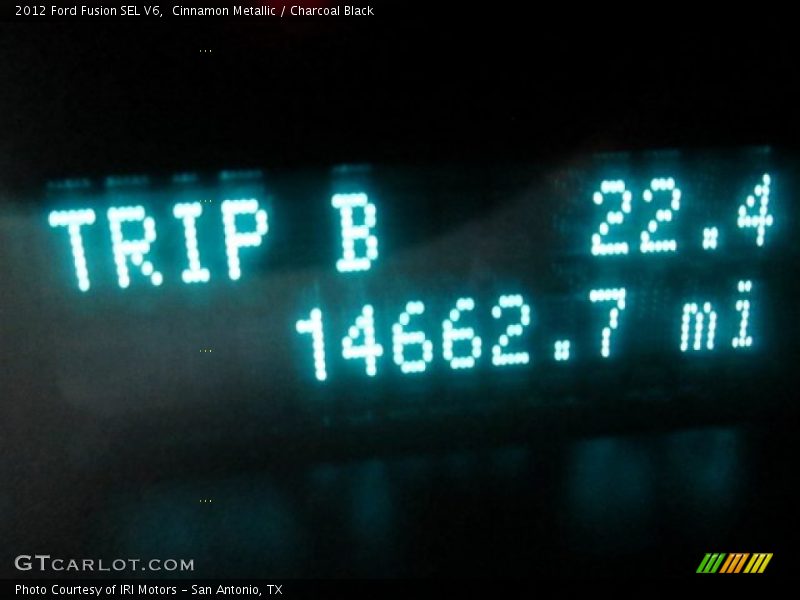 2012 Ford Fusion SEL V6,  Cinnamon Metallic / Charcoal Black
TRIP B 22.4
14662.7 mi
GTCARLOT.COM
Photo Courtesy of IRI Motors – San Antonio, TX